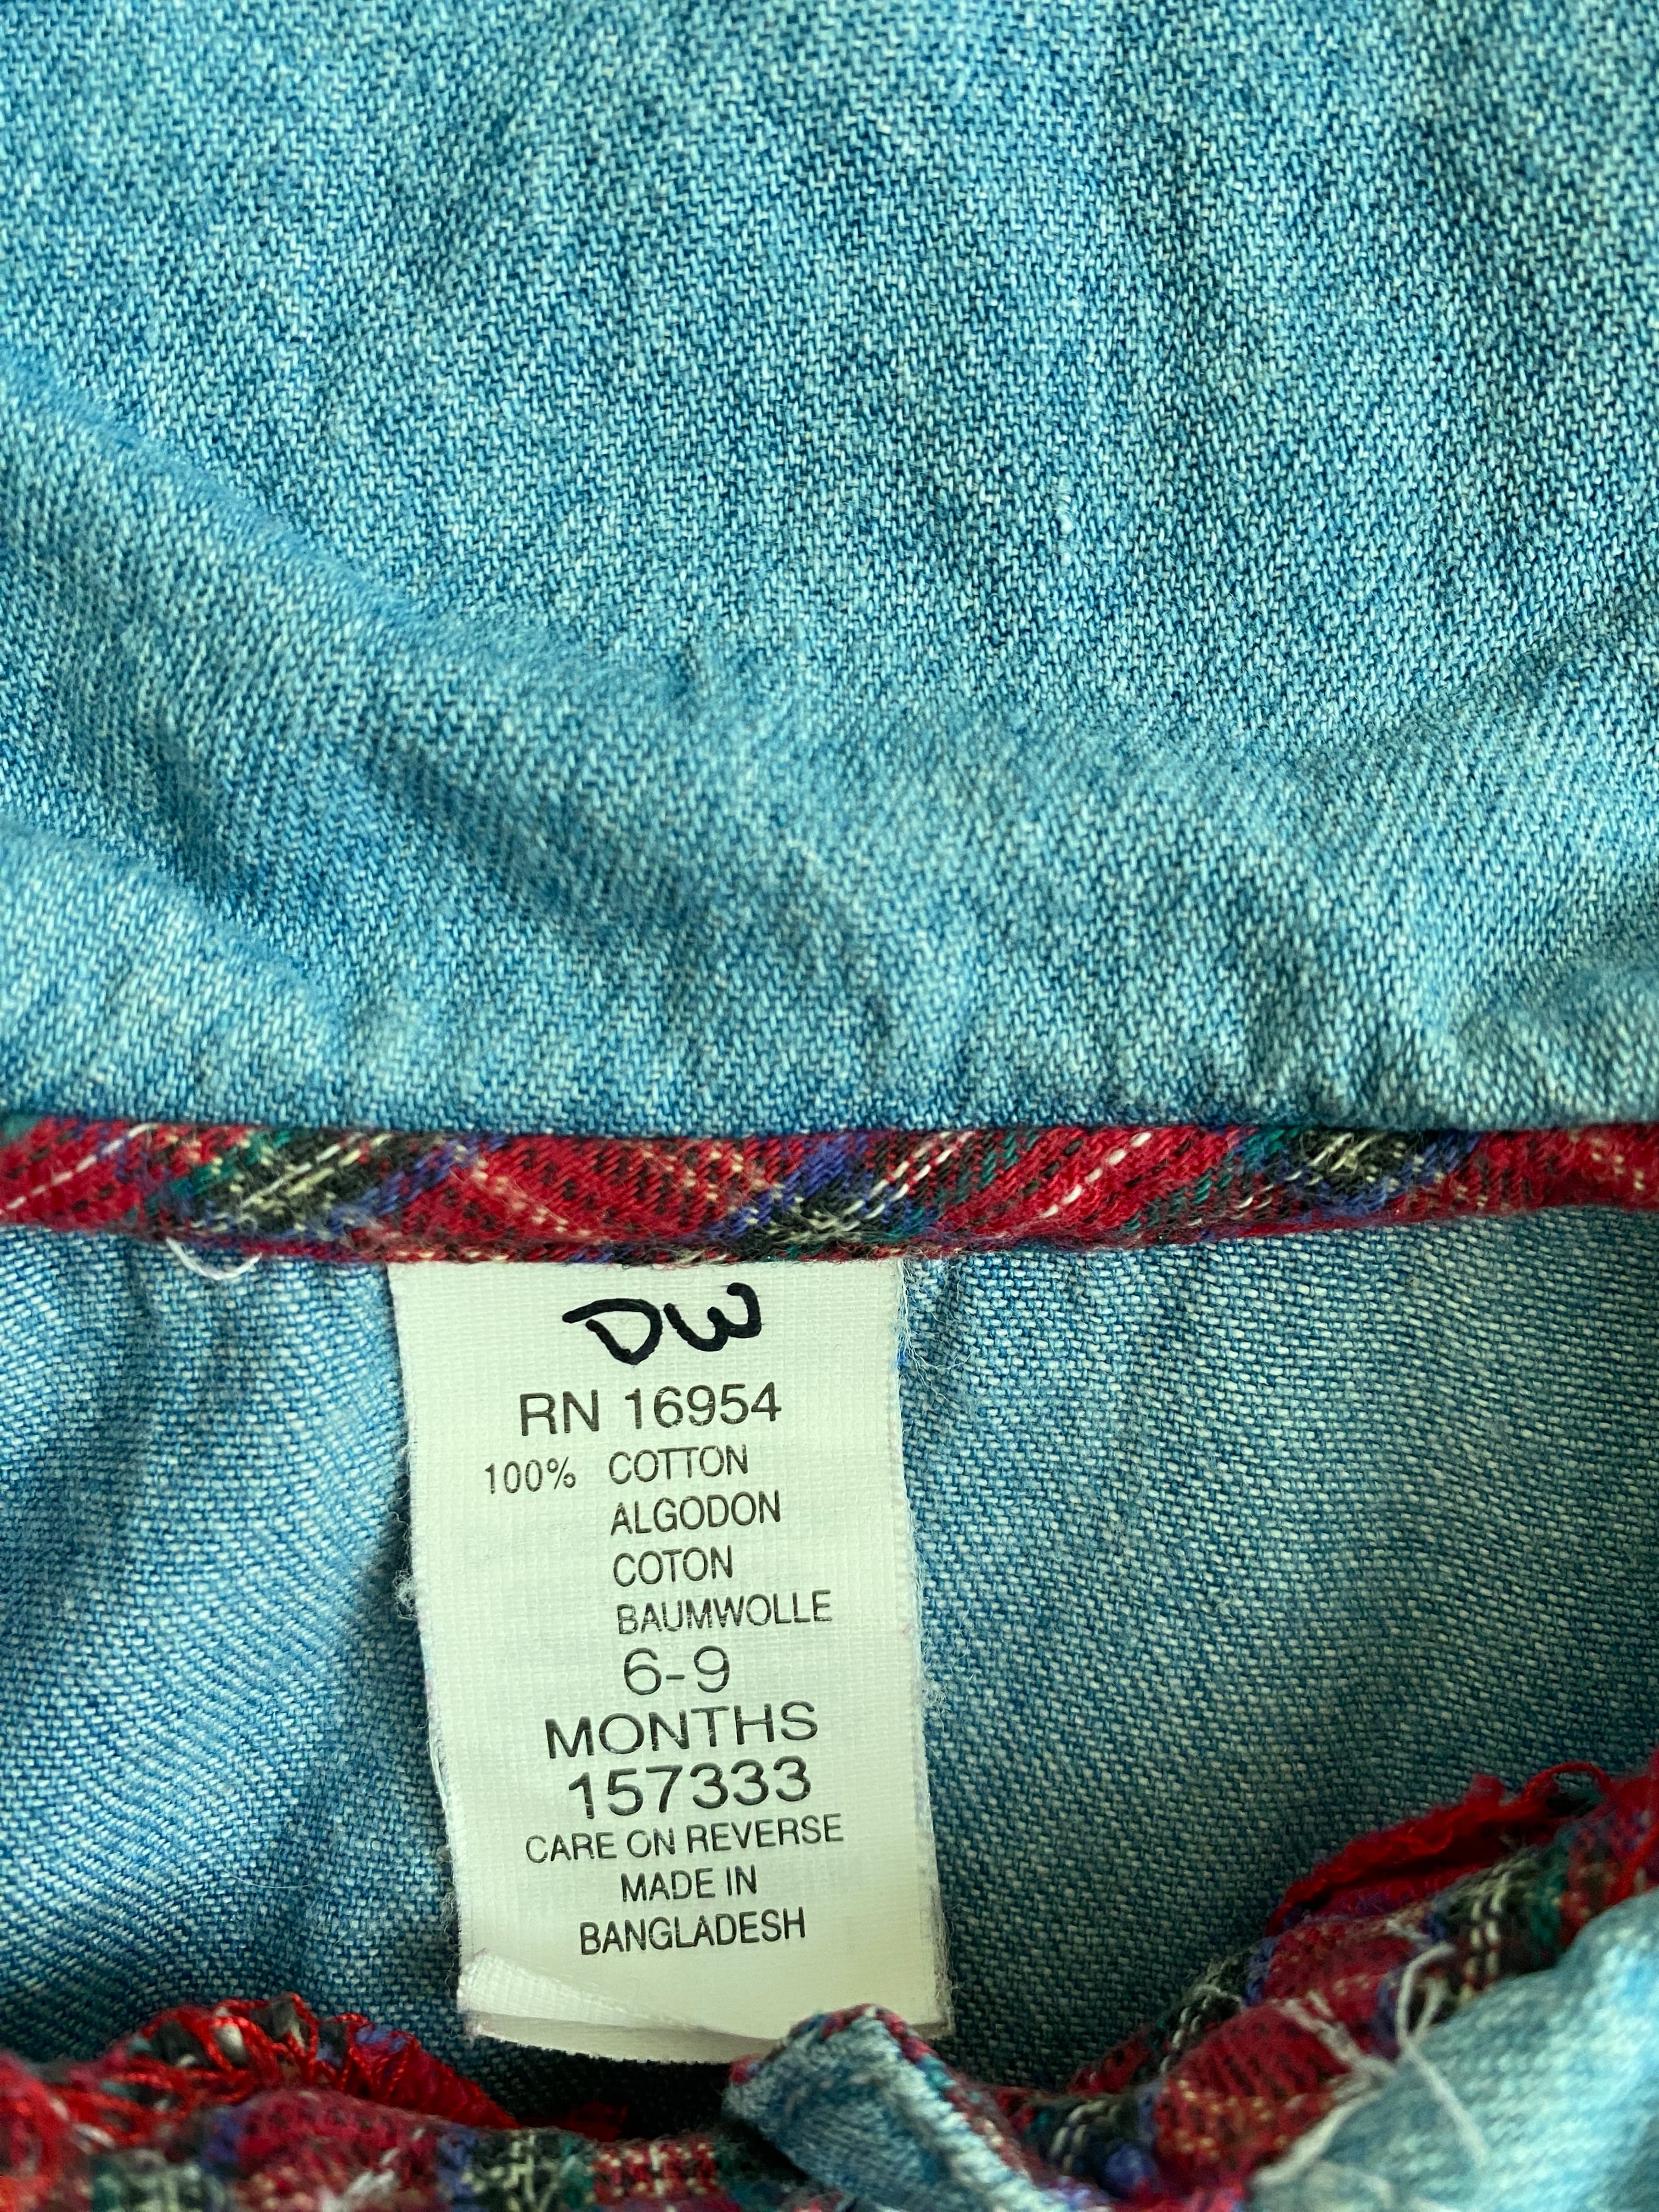 DW
RN 16954
100% COTTON
ALGODON
COTON
BAUMWOLLE
6-9
MONTHS
157333
CARE ON REVERSE
MADE IN
BANGLADESH